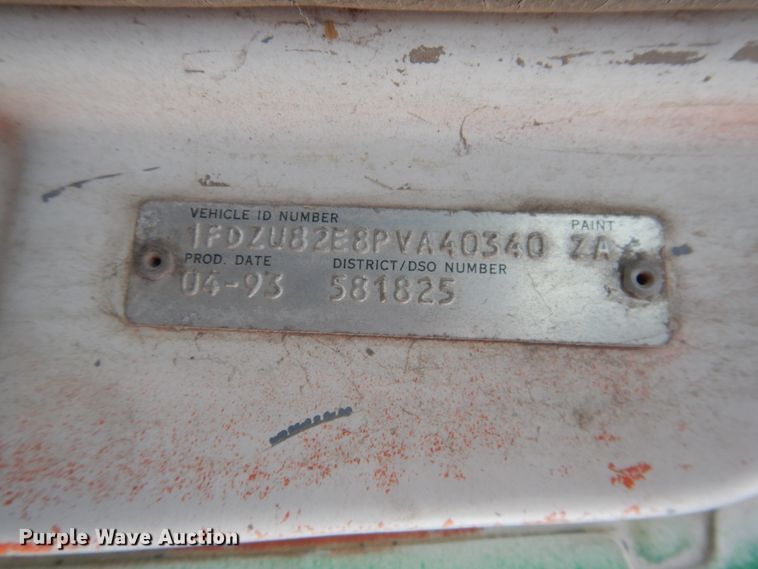 VEHICLE ID NUMBER PAINT
1FDZU82E8PVA40340 ZA
PROD. DATE DISTRICT/DSO NUMBER
04-93 581825
Purple Wave Auction